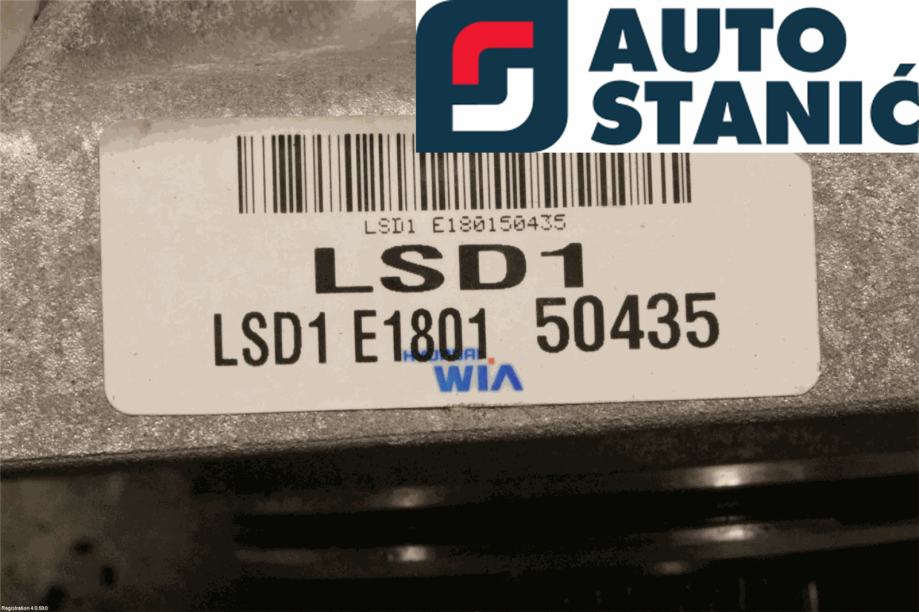 AUTO
STANIĆ
LSD1 E180150435
LSD1
LSD1 E1801 50435
HYUNDAI
WIA
Registration 4.0.59.0